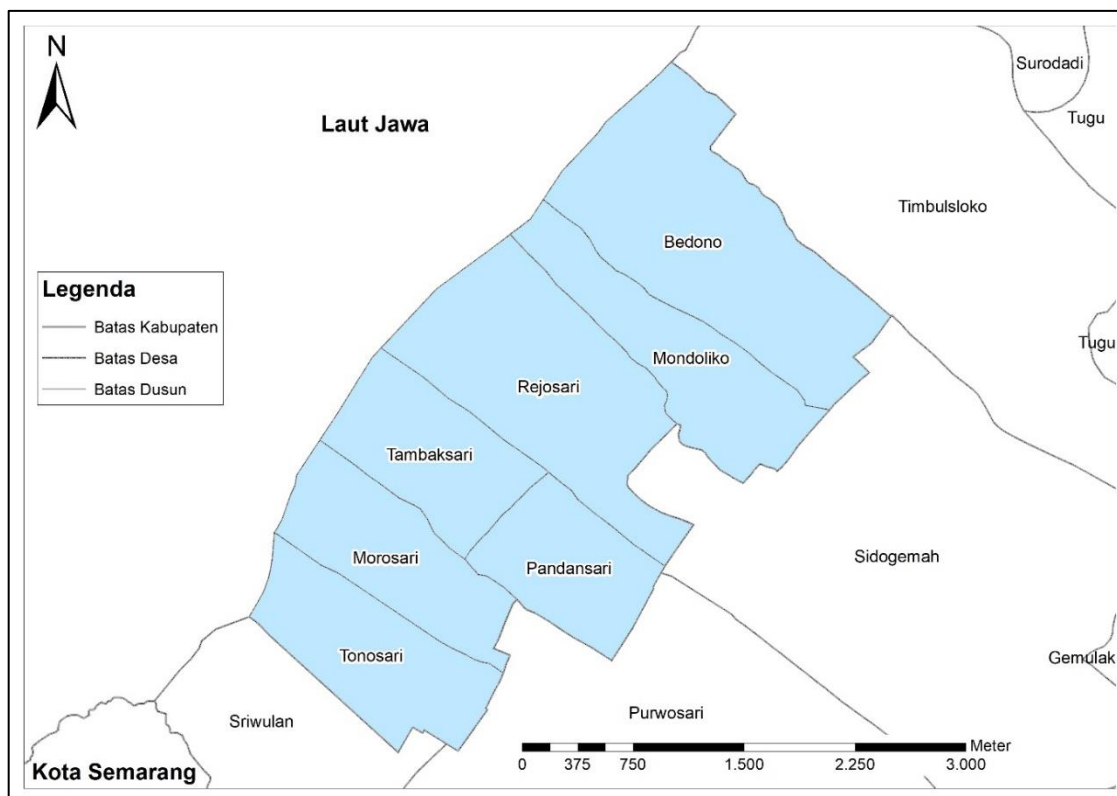 N
Surodadi
Tugu
Laut Jawa
Timbulsloko
Bedono
Legenda
Batas Kabupaten
Batas Desa
Batas Dusun
Tugu
Mondoliko
Rejosari
Tambaksari
Morosari
Pandansari
Sidogemah
Tonosari
Gemulak
Sriwulan
Purwosari
Kota Semarang
Meter
0 375 750 1.500 2.250 3.000